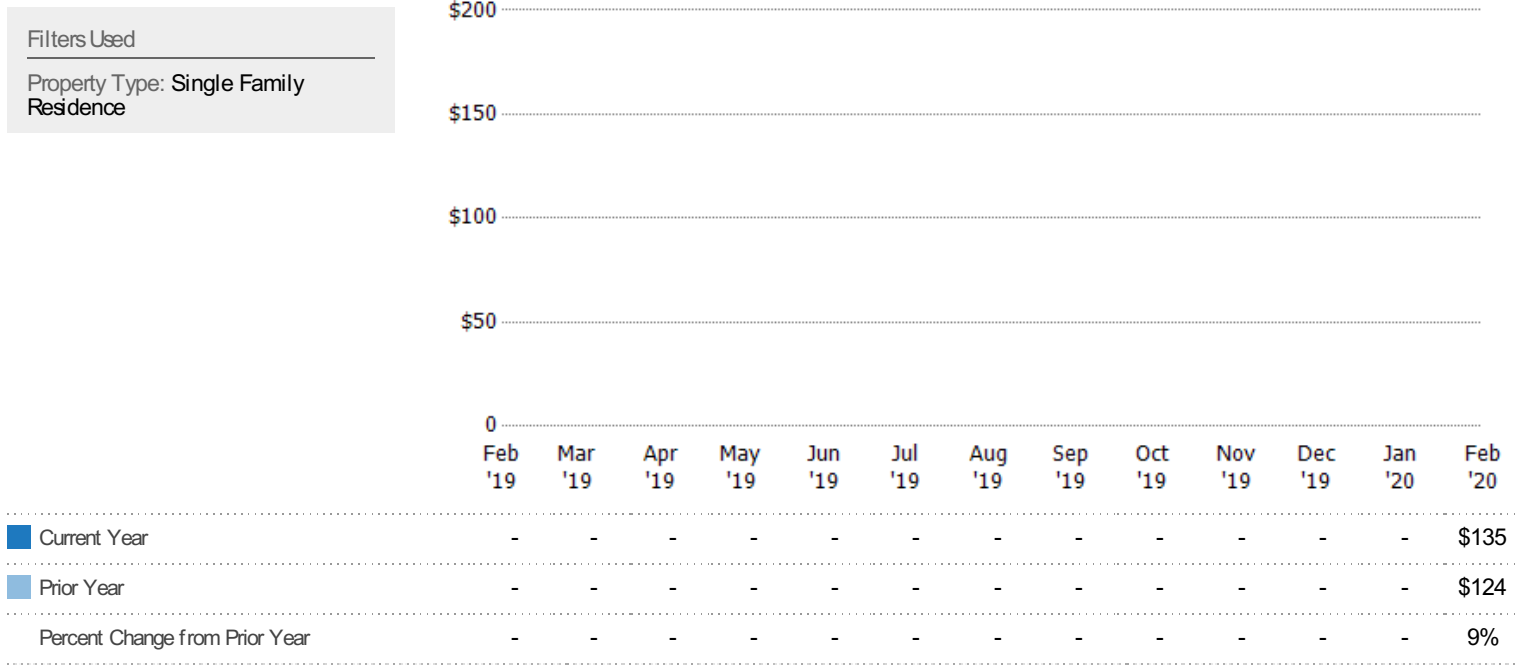 Filters Used
Property Type: Single Family
Residence
$200
$150
$100
$50
0
Feb Mar Apr May Jun Jul Aug Sep Oct Nov Dec Jan Feb
'19 '19 '19 '19 '19 '19 '19 '19 '19 '19 '19 '20 '20
Current Year - - - - - - - - - - - - $135
Prior Year - - - - - - - - - - - - $124
Percent Change from Prior Year - - - - - - - - - - - - 9%